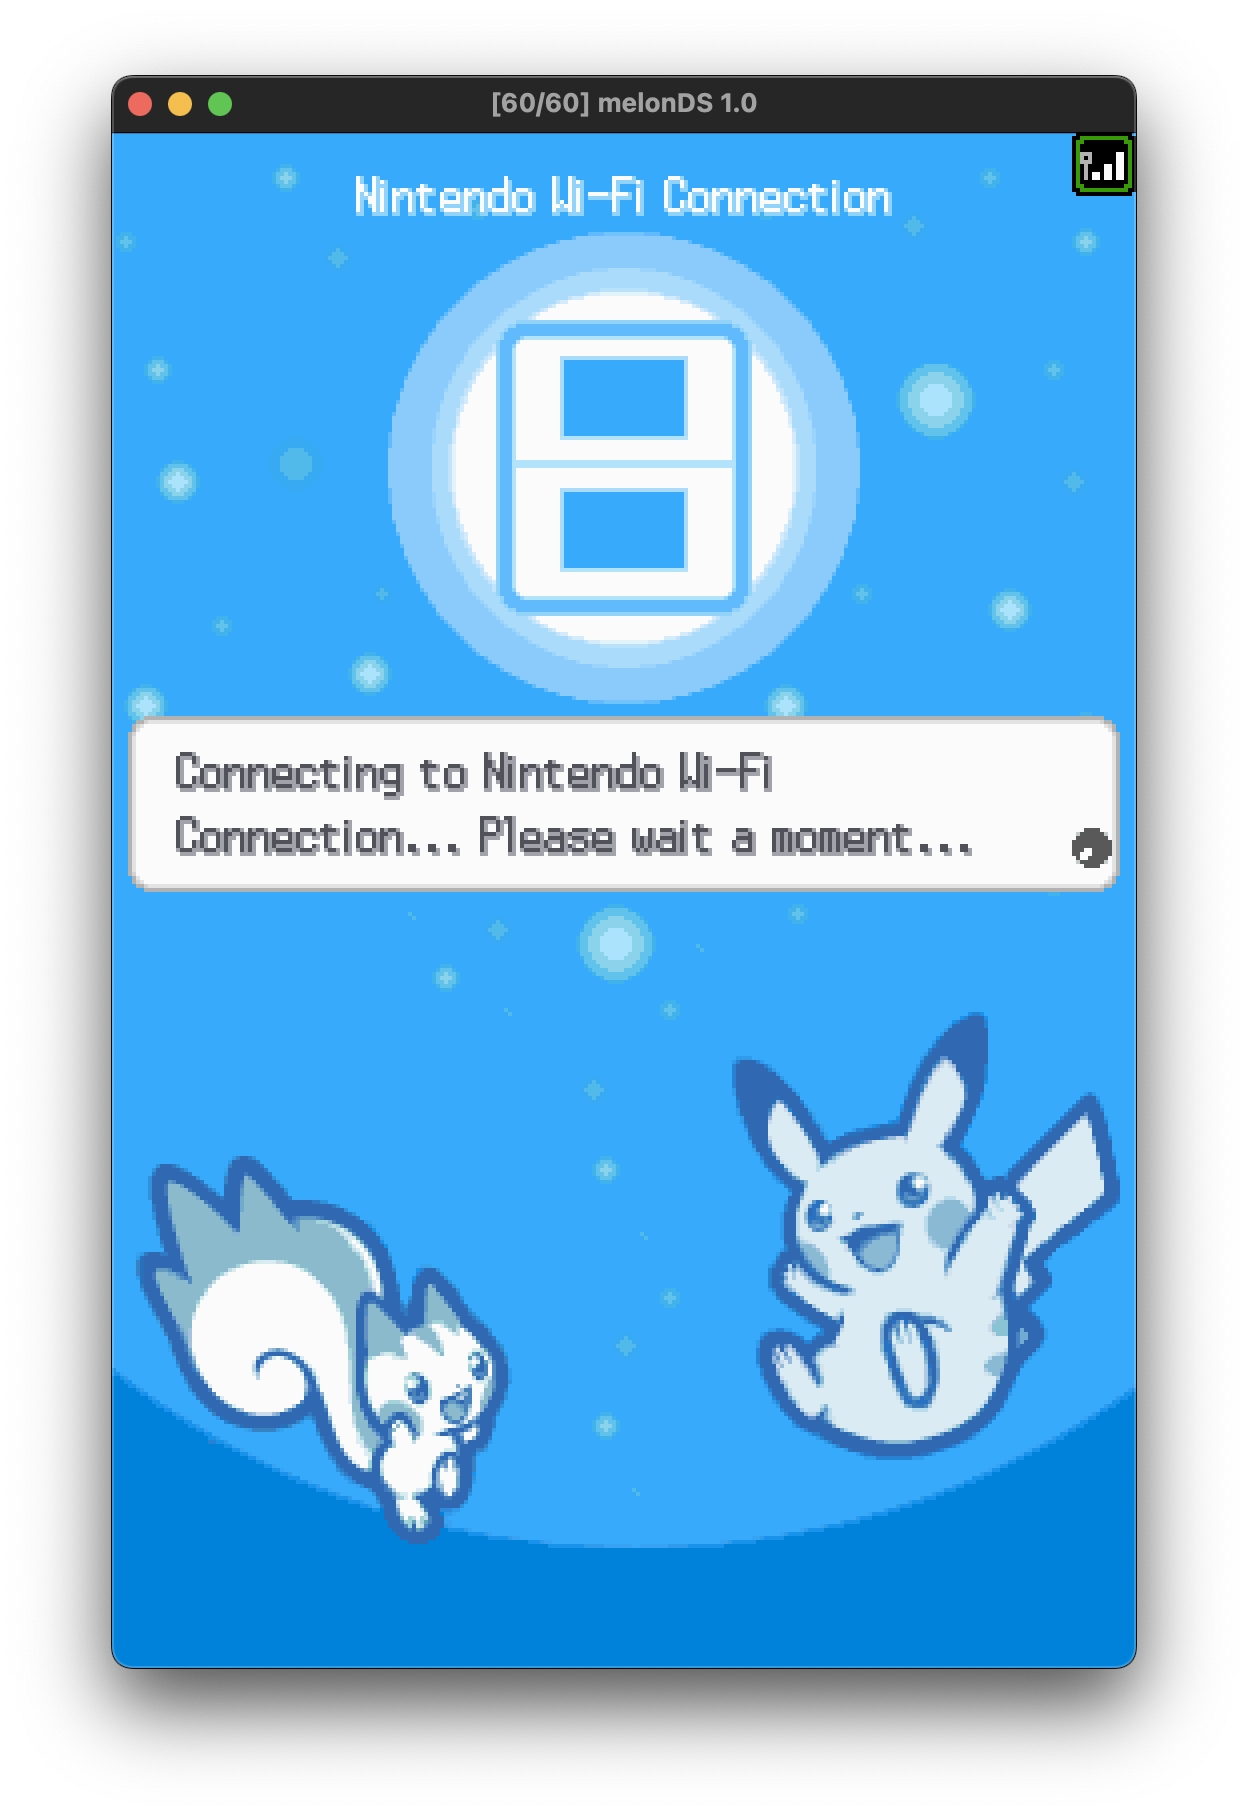 [60/60] melonDS 1.0
Nintendo Wi-Fi Connection
Connecting to Nintendo Wi-Fi
Connection... Please wait a moment...